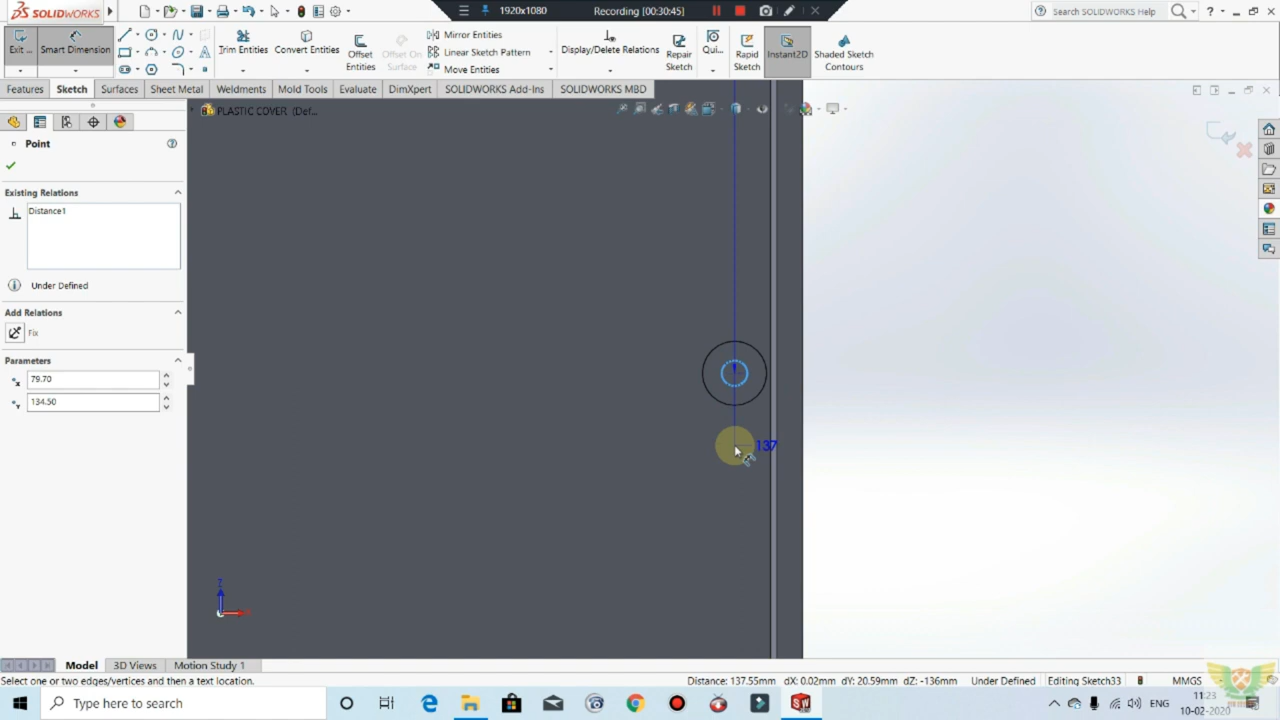 SOLIDWORKS
1920x1080
Recording [00:30:45]
Search SOLIDWORKS Help
Exit ...
Smart Dimension
Trim Entities
Convert Entities
Offset
Entities
Offset On
Surface
Mirror Entities
Linear Sketch Pattern
Move Entities
Display/Delete Relations
Repair
Sketch
Qui...
Rapid
Sketch
Instant2D
Shaded Sketch
Contours
Features
Sketch
Surfaces
Sheet Metal
Weldments
Mold Tools
Evaluate
DimXpert
SOLIDWORKS Add-Ins
SOLIDWORKS MBD
PLASTIC COVER (Def...
Point
Existing Relations
Distance1
Under Defined
Add Relations
Fix
Parameters
79.70
134.50
137
Model
3D Views
Motion Study 1
Select one or two edges/vertices and then a text location.
Distance: 137.55mm
dX: 0.02mm dY: 20.59mm dZ: -136mm
Under Defined
Editing Sketch33
MMGS
Type here to search
ENG
11:23
10-02-2020